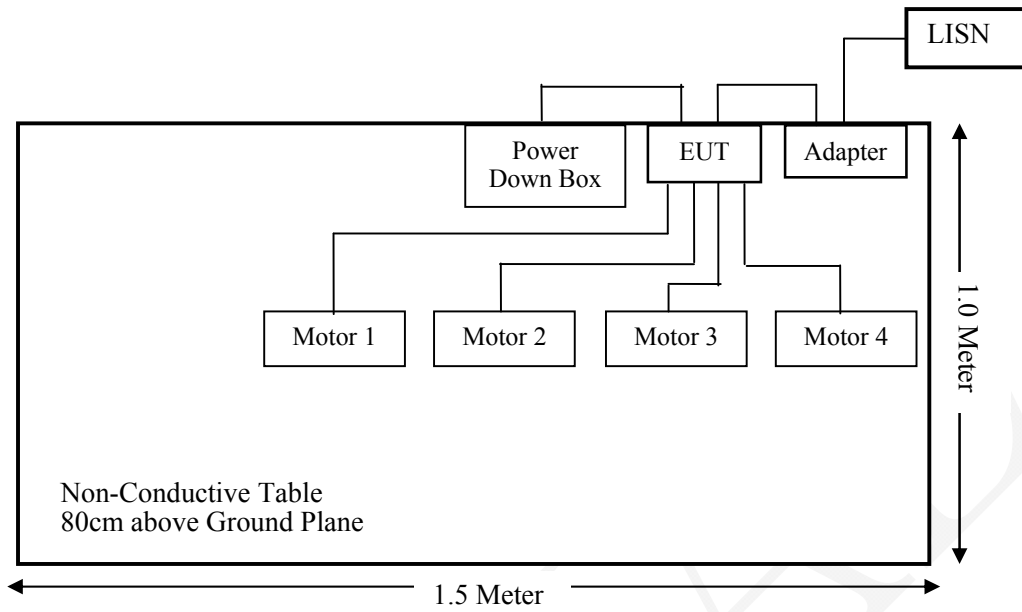 LISN
Power
Down Box
EUT
Adapter
Motor 1
Motor 2
Motor 3
Motor 4
1.0 Meter
Non-Conductive Table
80cm above Ground Plane
1.5 Meter